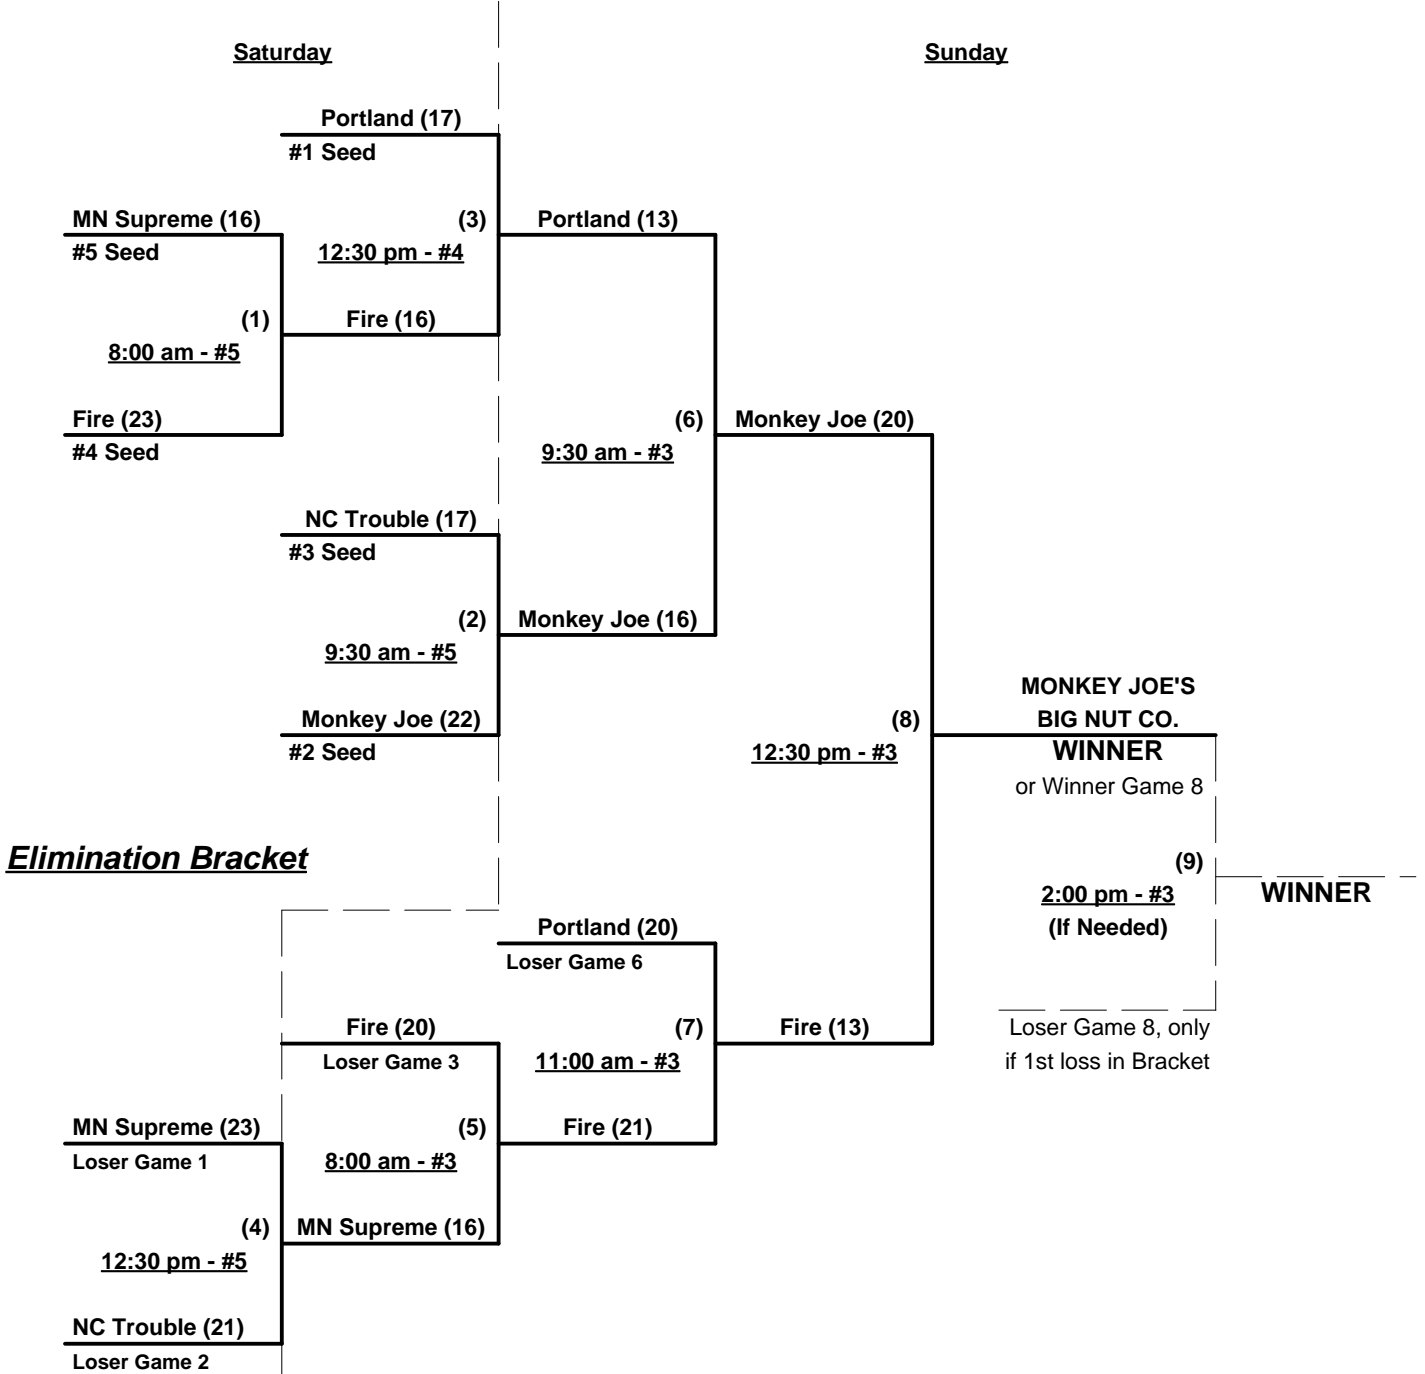 Saturday
Sunday
Portland (17)
#1 Seed
MN Supreme (16)
(3)
Portland (13)
#5 Seed
12:30 pm - #4
(1)
Fire (16)
8:00 am - #5
Fire (23)
(6)
Monkey Joe (20)
#4 Seed
9:30 am - #3
NC Trouble (17)
#3 Seed
(2)
Monkey Joe (16)
9:30 am - #5
MONKEY JOE'S
Monkey Joe (22)
(8)
BIG NUT CO.
#2 Seed
12:30 pm - #3
WINNER
or Winner Game 8
Elimination Bracket
(9)
2:00 pm - #3
WINNER
(If Needed)
Portland (20)
Loser Game 6
Fire (20)
(7)
Fire (13)
Loser Game 8, only
Loser Game 3
11:00 am - #3
if 1st loss in Bracket
MN Supreme (23)
(5)
Fire (21)
Loser Game 1
8:00 am - #3
(4)
MN Supreme (16)
12:30 pm - #5
NC Trouble (21)
Loser Game 2